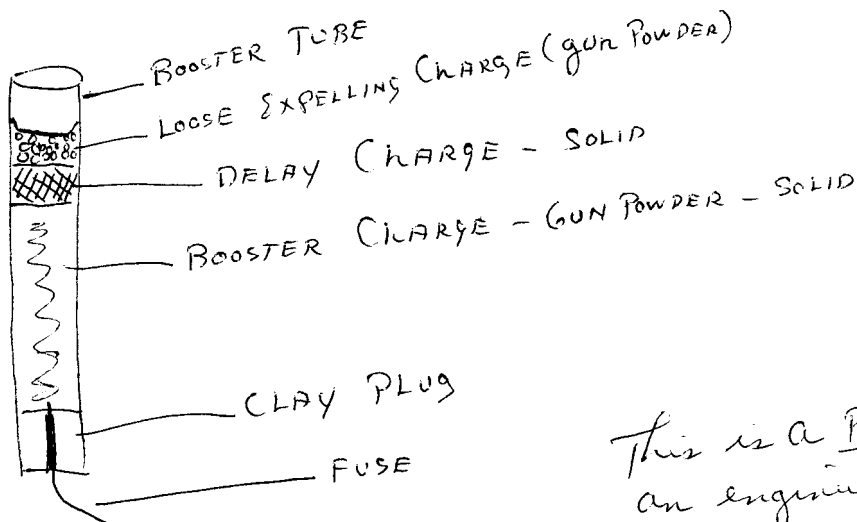 BOOSTER TUBE
LOOSE EXPELLING CHARGE (GUN POWDER)
DELAY CHARGE - SOLID
BOOSTER CHARGE - GUN POWDER - SOLID
CLAY PLUG
FUSE
This is a
an